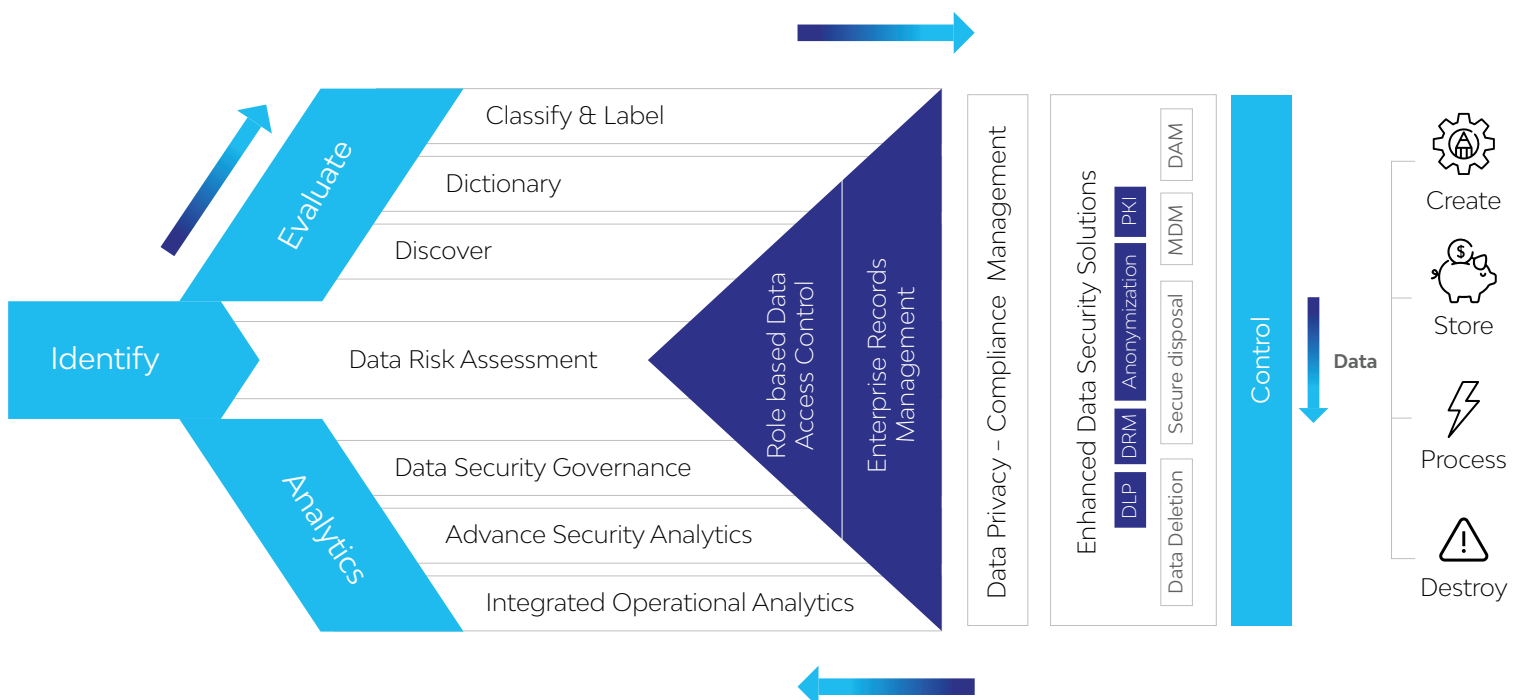 Identify
Evaluate
Analytics
Classify & Label
Dictionary
Discover
Data Risk Assessment
Data Security Governance
Advance Security Analytics
Integrated Operational Analytics
Role based Data
Access Control
Enterprise Records
Management
Data Privacy – Compliance Management
Enhanced Data Security Solutions
DLP
DRM
Anonymization
PKI
Data Deletion
Secure disposal
MDM
DAM
Control
Data
Create
$
Store
Process
!
Destroy